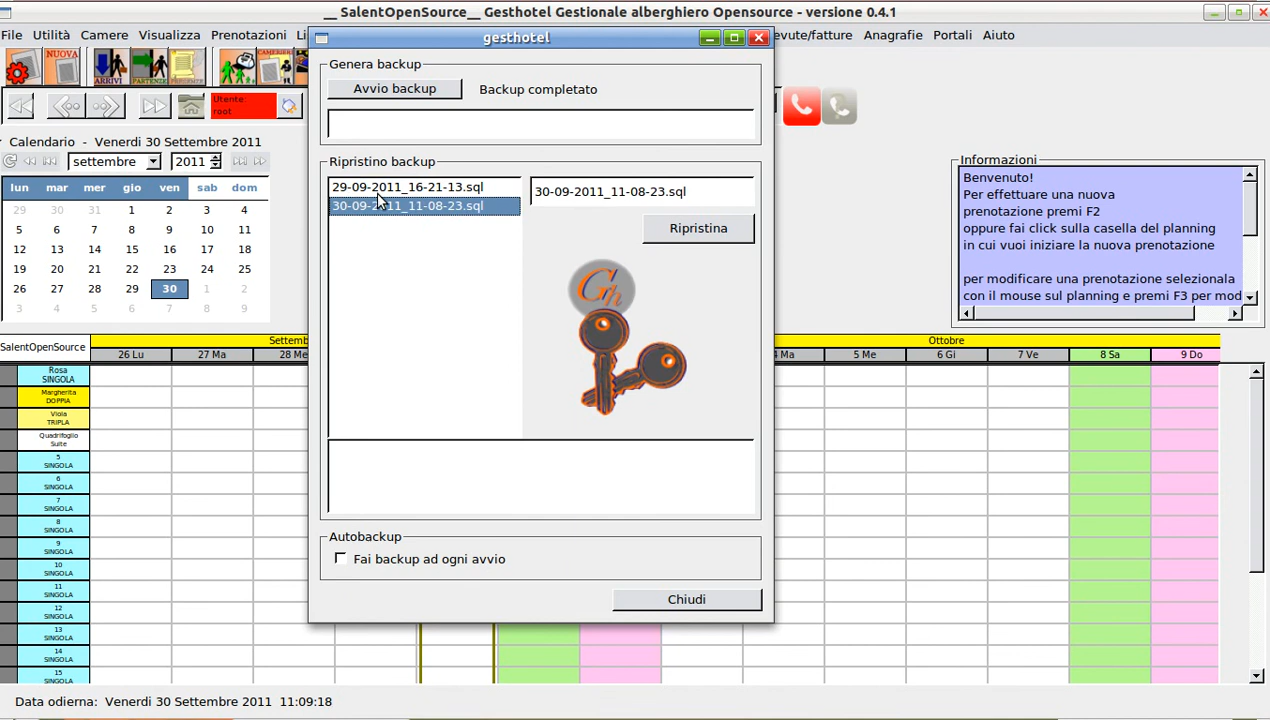 __ SalentOpenSource__ Gesthotel Gestionale alberghiero Opensource - versione 0.4.1
File Utilità Camere Visualizza Prenotazioni evute/fatture Anagrafie Portali Aiuto
gesthotel
NUOVA
ARRIVI
PARTENZE
Utente:
root
Genera backup
Avvio backup Backup completato
Ripristino backup
29-09-2011_16-21-13.sql
30-09-2011_11-08-23.sql
30-09-2011_11-08-23.sql
Ripristina
Gh
Autobackup
Fai backup ad ogni avvio
Chiudi
Calendario - Venerdi 30 Settembre 2011
settembre 2011
lun mar mer gio ven sab dom
29 30 31 1 2 3 4
5 6 7 8 9 10 11
12 13 14 15 16 17 18
19 20 21 22 23 24 25
26 27 28 29 30 1 2
3 4 5 6 7 8 9
Informazioni
Benvenuto!
Per effettuare una nuova
prenotazione premi F2
oppure fai click sulla casella del planning
in cui vuoi iniziare la nuova prenotazione
per modificare una prenotazione selezionala
con il mouse sul planning e premi F3 per mod
SalentOpenSource Settemb Ottobre
26 Lu 27 Ma 28 Me Ma 5 Me 6 Gi 7 Ve 8 Sa 9 Do
Rosa
SINGOLA
Margherita
DOPPIA
Viola
TRIPLA
Quadrifoglio
Suite
5
SINGOLA
6
SINGOLA
7
SINGOLA
8
SINGOLA
9
SINGOLA
10
SINGOLA
11
SINGOLA
12
SINGOLA
13
SINGOLA
14
SINGOLA
15
SINGOLA
Data odierna: Venerdi 30 Settembre 2011 11:09:18